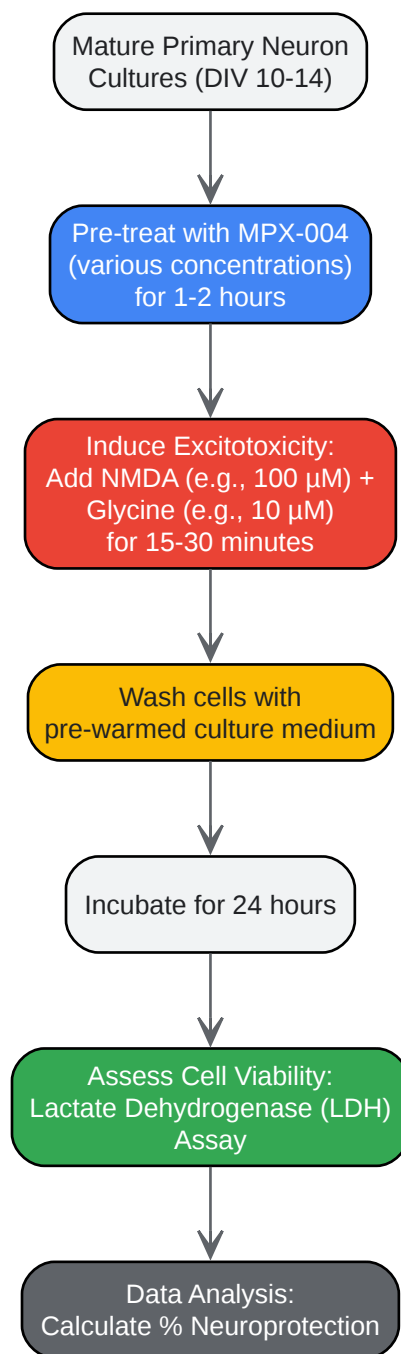 Mature Primary Neuron
Cultures (DIV 10-14)
Pre-treat with MPX-004
(various concentrations)
for 1-2 hours
Induce Excitotoxicity:
Add NMDA (e.g., 100 µM) +
Glycine (e.g., 10 µM)
for 15-30 minutes
Wash cells with
pre-warmed culture medium
Incubate for 24 hours
Assess Cell Viability:
Lactate Dehydrogenase (LDH)
Assay
Data Analysis:
Calculate % Neuroprotection